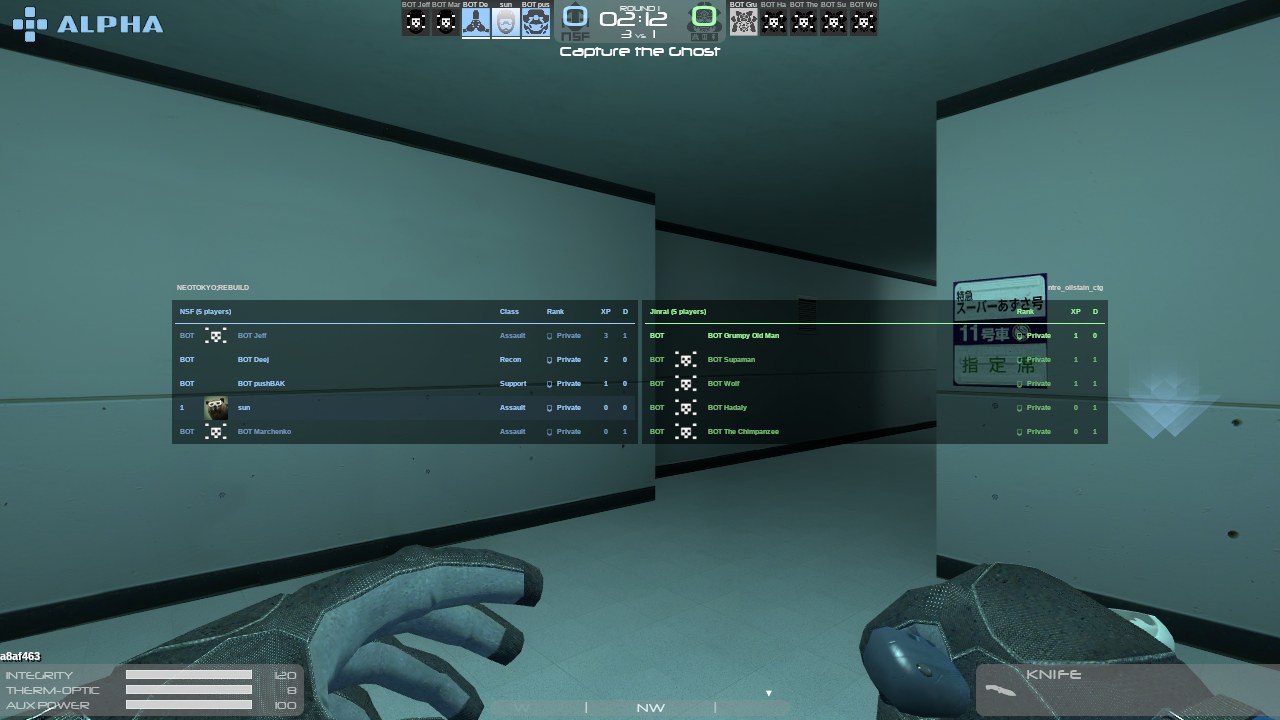 ALPHA
BOT Jeff BOT Mar BOT De sun BOT pus
0 ROUND 1 0
02:12
NSF 3 vs 1
BOT Gru BOT Ha BOT The BOT Su BOT Wo
Capture the Ghost
NEOTOKYO;REBUILD
NSF (5 players) Class Rank XP D
BOT BOT Jeff Assault Private 3 1
BOT BOT Deej Recon Private 2 0
BOT BOT pushBAK Support Private 1 0
1 sun Assault Private 0 0
BOT BOT Marchenko Assault Private 0 1
ntre_ollstain_ctg
Jinrai (5 players) Rank XP D
BOT BOT Grumpy Old Man Private 1 0
BOT BOT Supaman Private 1 1
BOT BOT Wolf Private 1 1
BOT BOT Hadaly Private 0 1
BOT BOT The Chimpanzee Private 0 1
特急
スーパーあずさ号
11号車
指定席
a8af463
INTEGRITY 120
THERM-OPTIC 8
AUX POWER 100
W | NW |
KNIFE